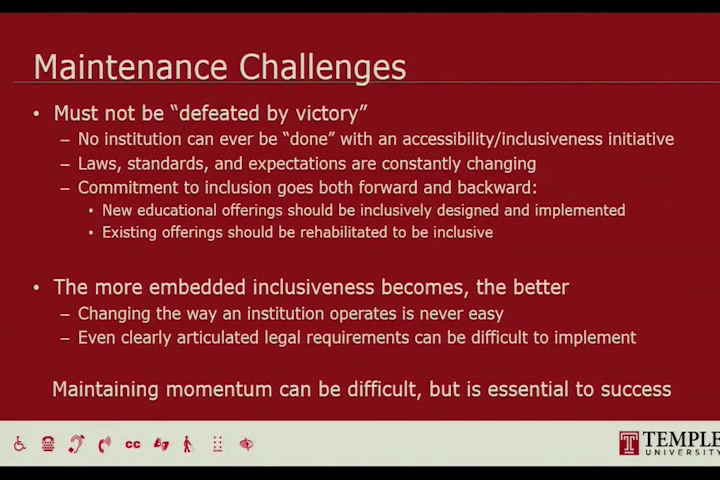 Maintenance Challenges
• Must not be “defeated by victory”
– No institution can ever be “done” with an accessibility/inclusiveness initiative
– Laws, standards, and expectations are constantly changing
– Commitment to inclusion goes both forward and backward:
• New educational offerings should be inclusively designed and implemented
• Existing offerings should be rehabilitated to be inclusive
• The more embedded inclusiveness becomes, the better
– Changing the way an institution operates is never easy
– Even clearly articulated legal requirements can be difficult to implement
Maintaining momentum can be difficult, but is essential to success
CC
TEMPLE
UNIVERSITY